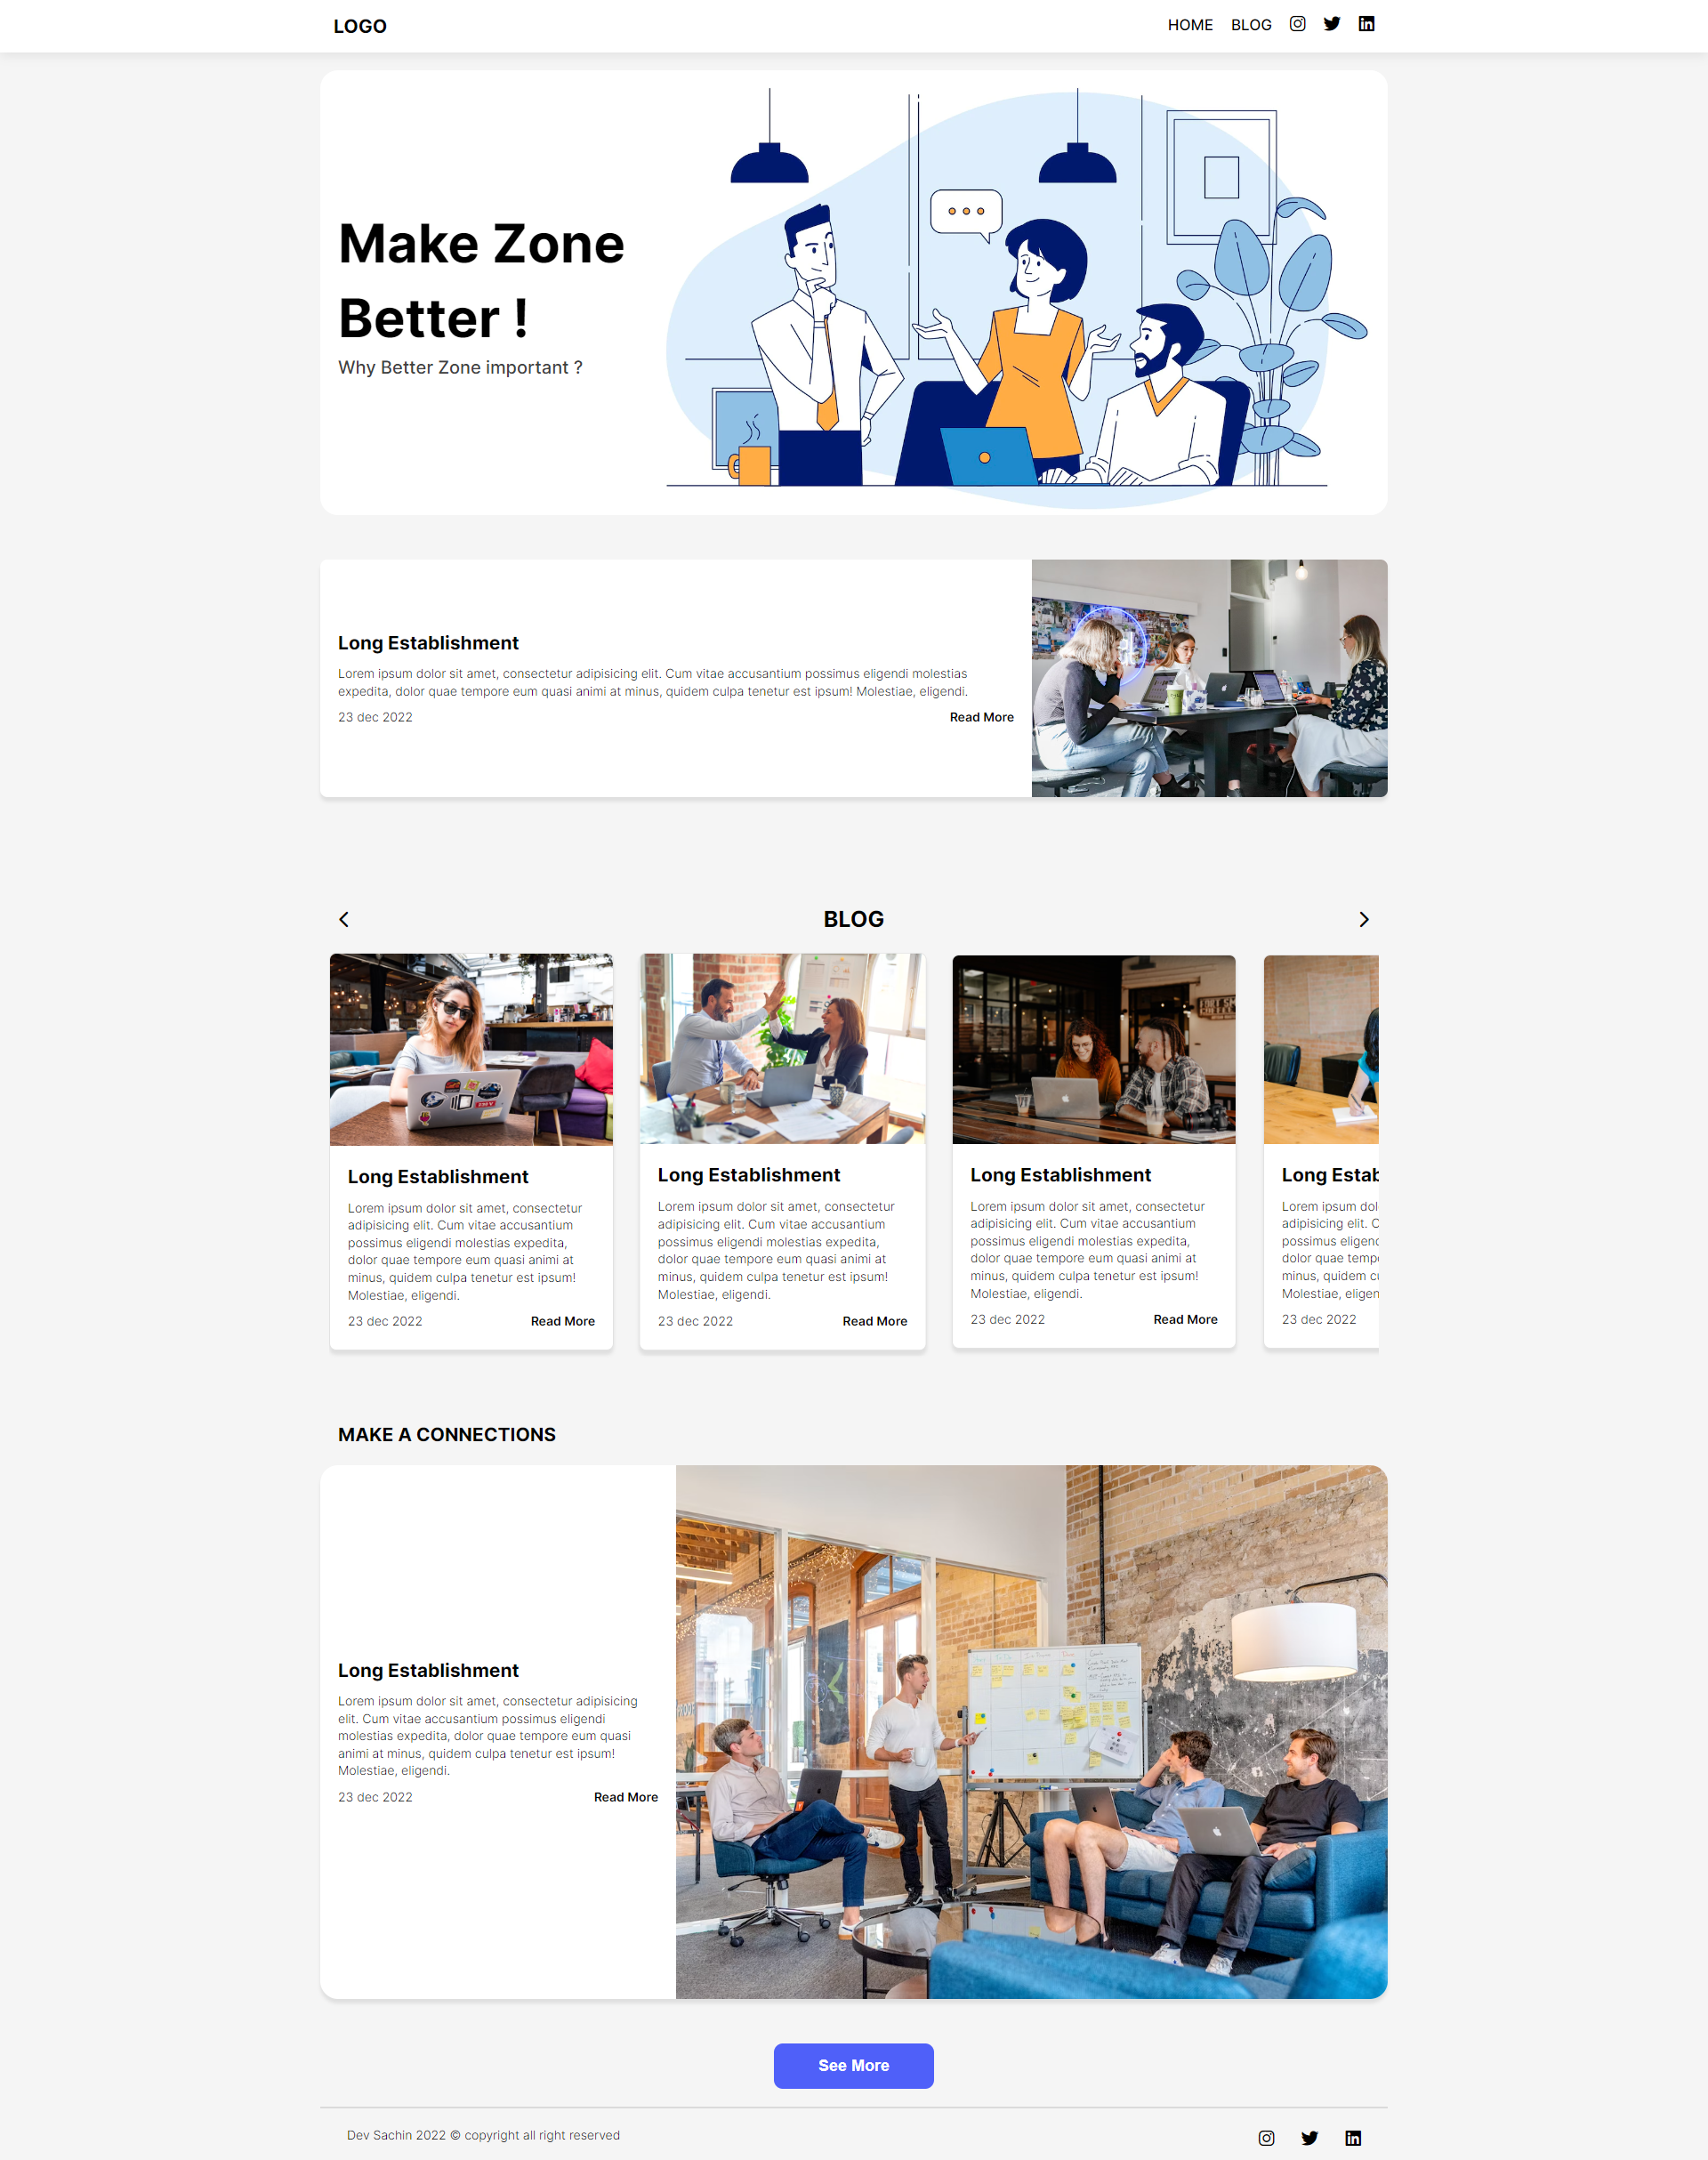 LOGO
HOME BLOG
Make Zone
Better !
Why Better Zone important ?
Long Establishment
Lorem ipsum dolor sit amet, consectetur adipisicing elit. Cum vitae accusantium possimus eligendi molestias
expedita, dolor quae tempore eum quasi animi at minus, quidem culpa tenetur est ipsum! Molestiae, eligendi.
23 dec 2022
Read More
BLOG
Long Establishment
Lorem ipsum dolor sit amet, consectetur
adipisicing elit. Cum vitae accusantium
possimus eligendi molestias expedita,
dolor quae tempore eum quasi animi at
minus, quidem culpa tenetur est ipsum!
Molestiae, eligendi.
23 dec 2022
Read More
Long Establishment
Lorem ipsum dolor sit amet, consectetur
adipisicing elit. Cum vitae accusantium
possimus eligendi molestias expedita,
dolor quae tempore eum quasi animi at
minus, quidem culpa tenetur est ipsum!
Molestiae, eligendi.
23 dec 2022
Read More
Long Establishment
Lorem ipsum dolor sit amet, consectetur
adipisicing elit. Cum vitae accusantium
possimus eligendi molestias expedita,
dolor quae tempore eum quasi animi at
minus, quidem culpa tenetur est ipsum!
Molestiae, eligendi.
23 dec 2022
Read More
Long Estab
Lorem ipsum dol
adipisicing elit. C
possimus eligenc
dolor quae temp
minus, quidem cu
Molestiae, eligen
23 dec 2022
MAKE A CONNECTIONS
Long Establishment
Lorem ipsum dolor sit amet, consectetur adipisicing
elit. Cum vitae accusantium possimus eligendi
molestias expedita, dolor quae tempore eum quasi
animi at minus, quidem culpa tenetur est ipsum!
Molestiae, eligendi.
23 dec 2022
Read More
See More
Dev Sachin 2022 © copyright all right reserved